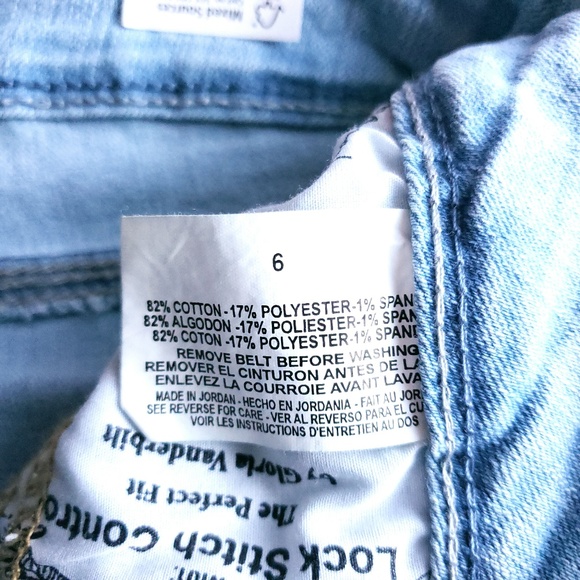 6
82% COTTON-17% POLYESTER-1% SPAN
82% ALGODON-17% POLIESTER-1% SPAN
82% COTON-17% POLYESTER-1% SPAN
REMOVE BELT BEFORE WASHING
REMOVER EL CINTURON ANTES DE LA
ENLEVEZ LA COURROIE AVANT LAVA
MADE IN JORDAN - HECHO EN JORDANIA - FAIT AU JOR
SEE REVERSE FOR CARE - VER AL REVERSO PARA EL CU
VOIR LES INSTRUCTIONS D'ENTRETIEN AU DOS
Lock Stitch Contro
The Perfect Fit
by Gloria Vanderbilt